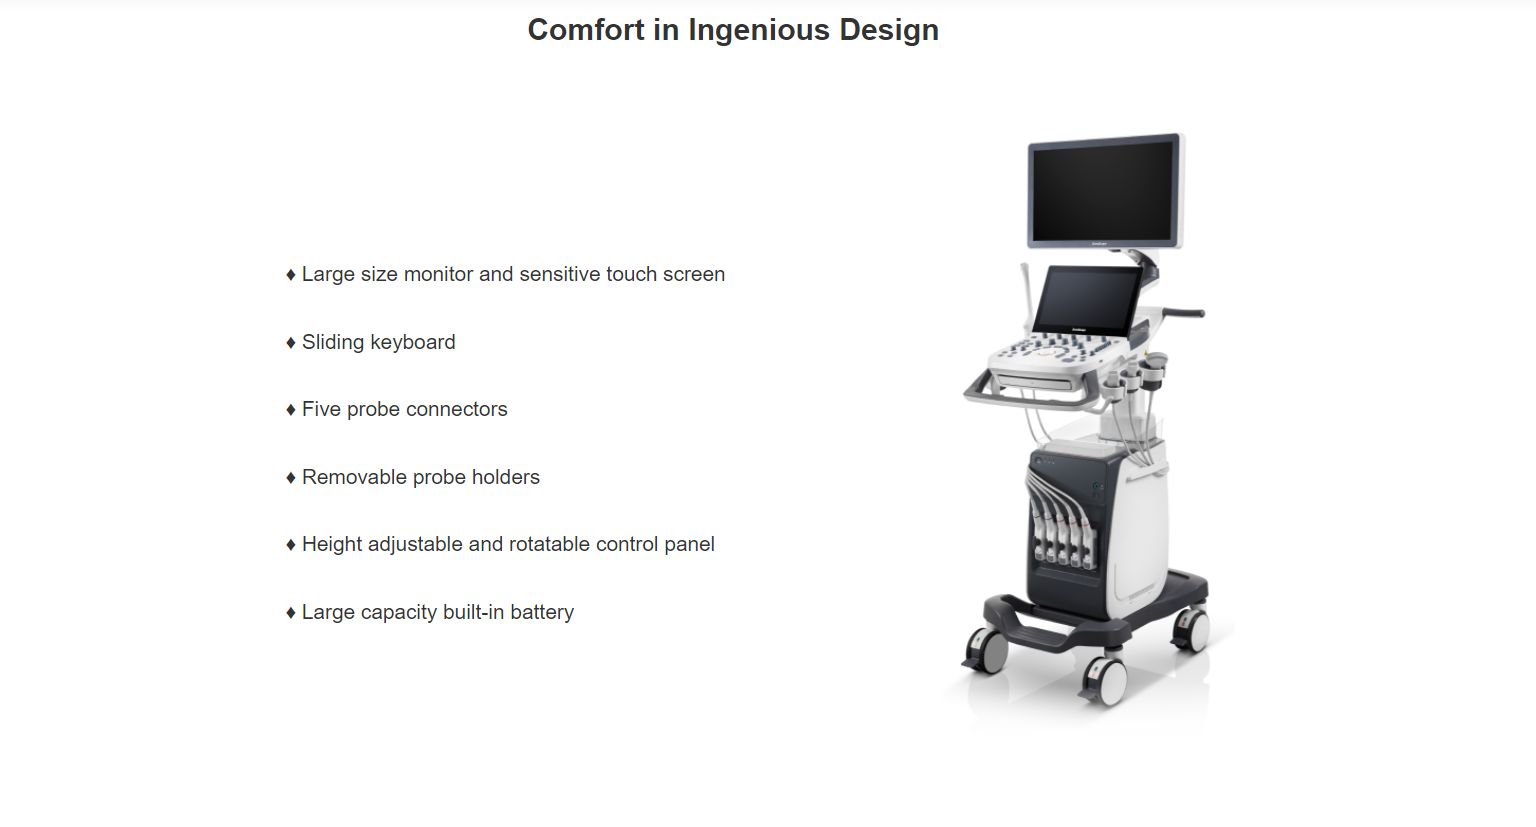 Comfort in Ingenious Design
♦ Large size monitor and sensitive touch screen
♦ Sliding keyboard
♦ Five probe connectors
♦ Removable probe holders
♦ Height adjustable and rotatable control panel
♦ Large capacity built-in battery